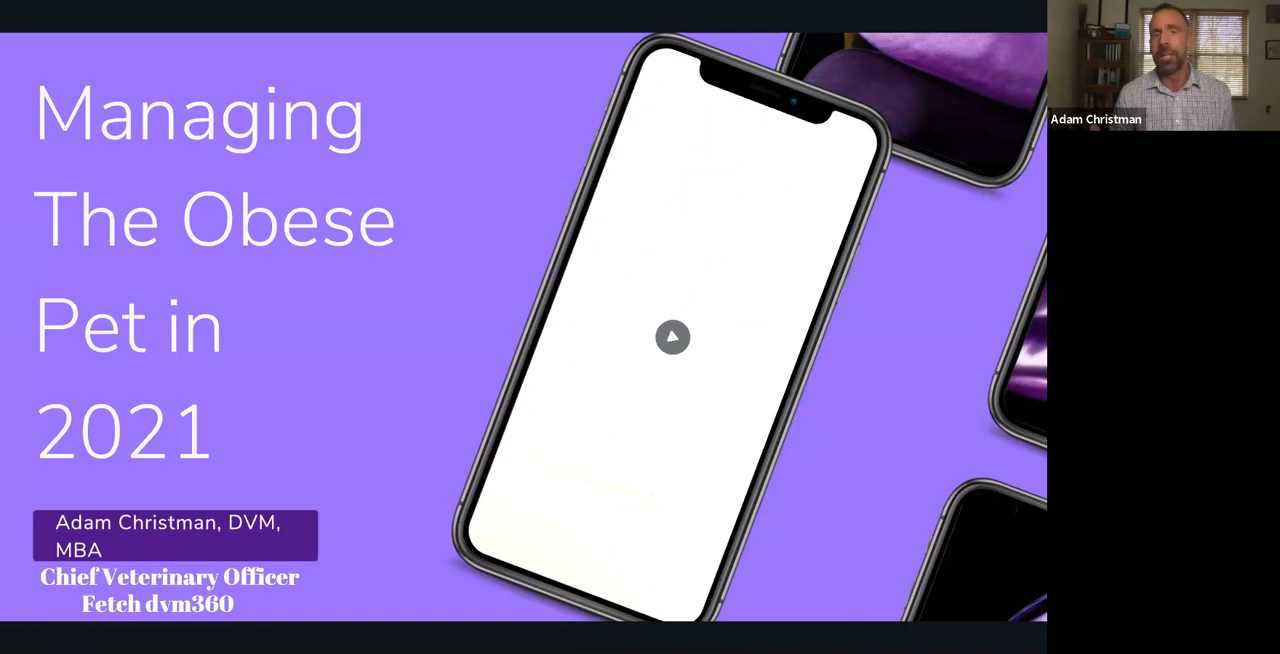 Managing
The Obese
Pet in
2021
Adam Christman, DVM,
MBA
Chief Veterinary Officer
Fetch dvm360
Adam Christman